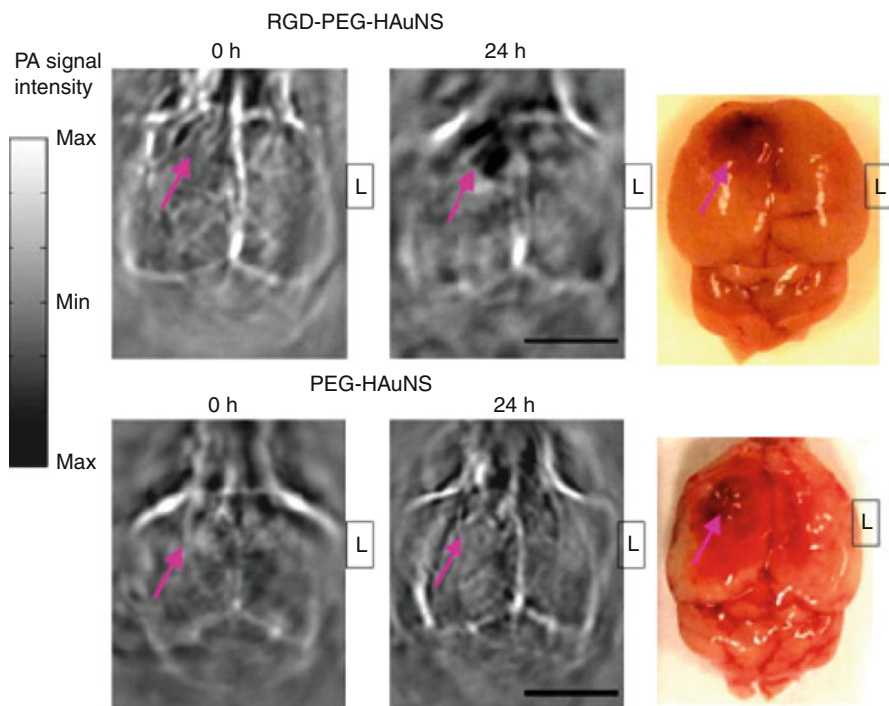 RGD-PEG-HAuNS
PA signal
intensity
0 h
24 h
Max
Min
Max
L
L
L
PEG-HAuNS
0 h
24 h
L
L
L